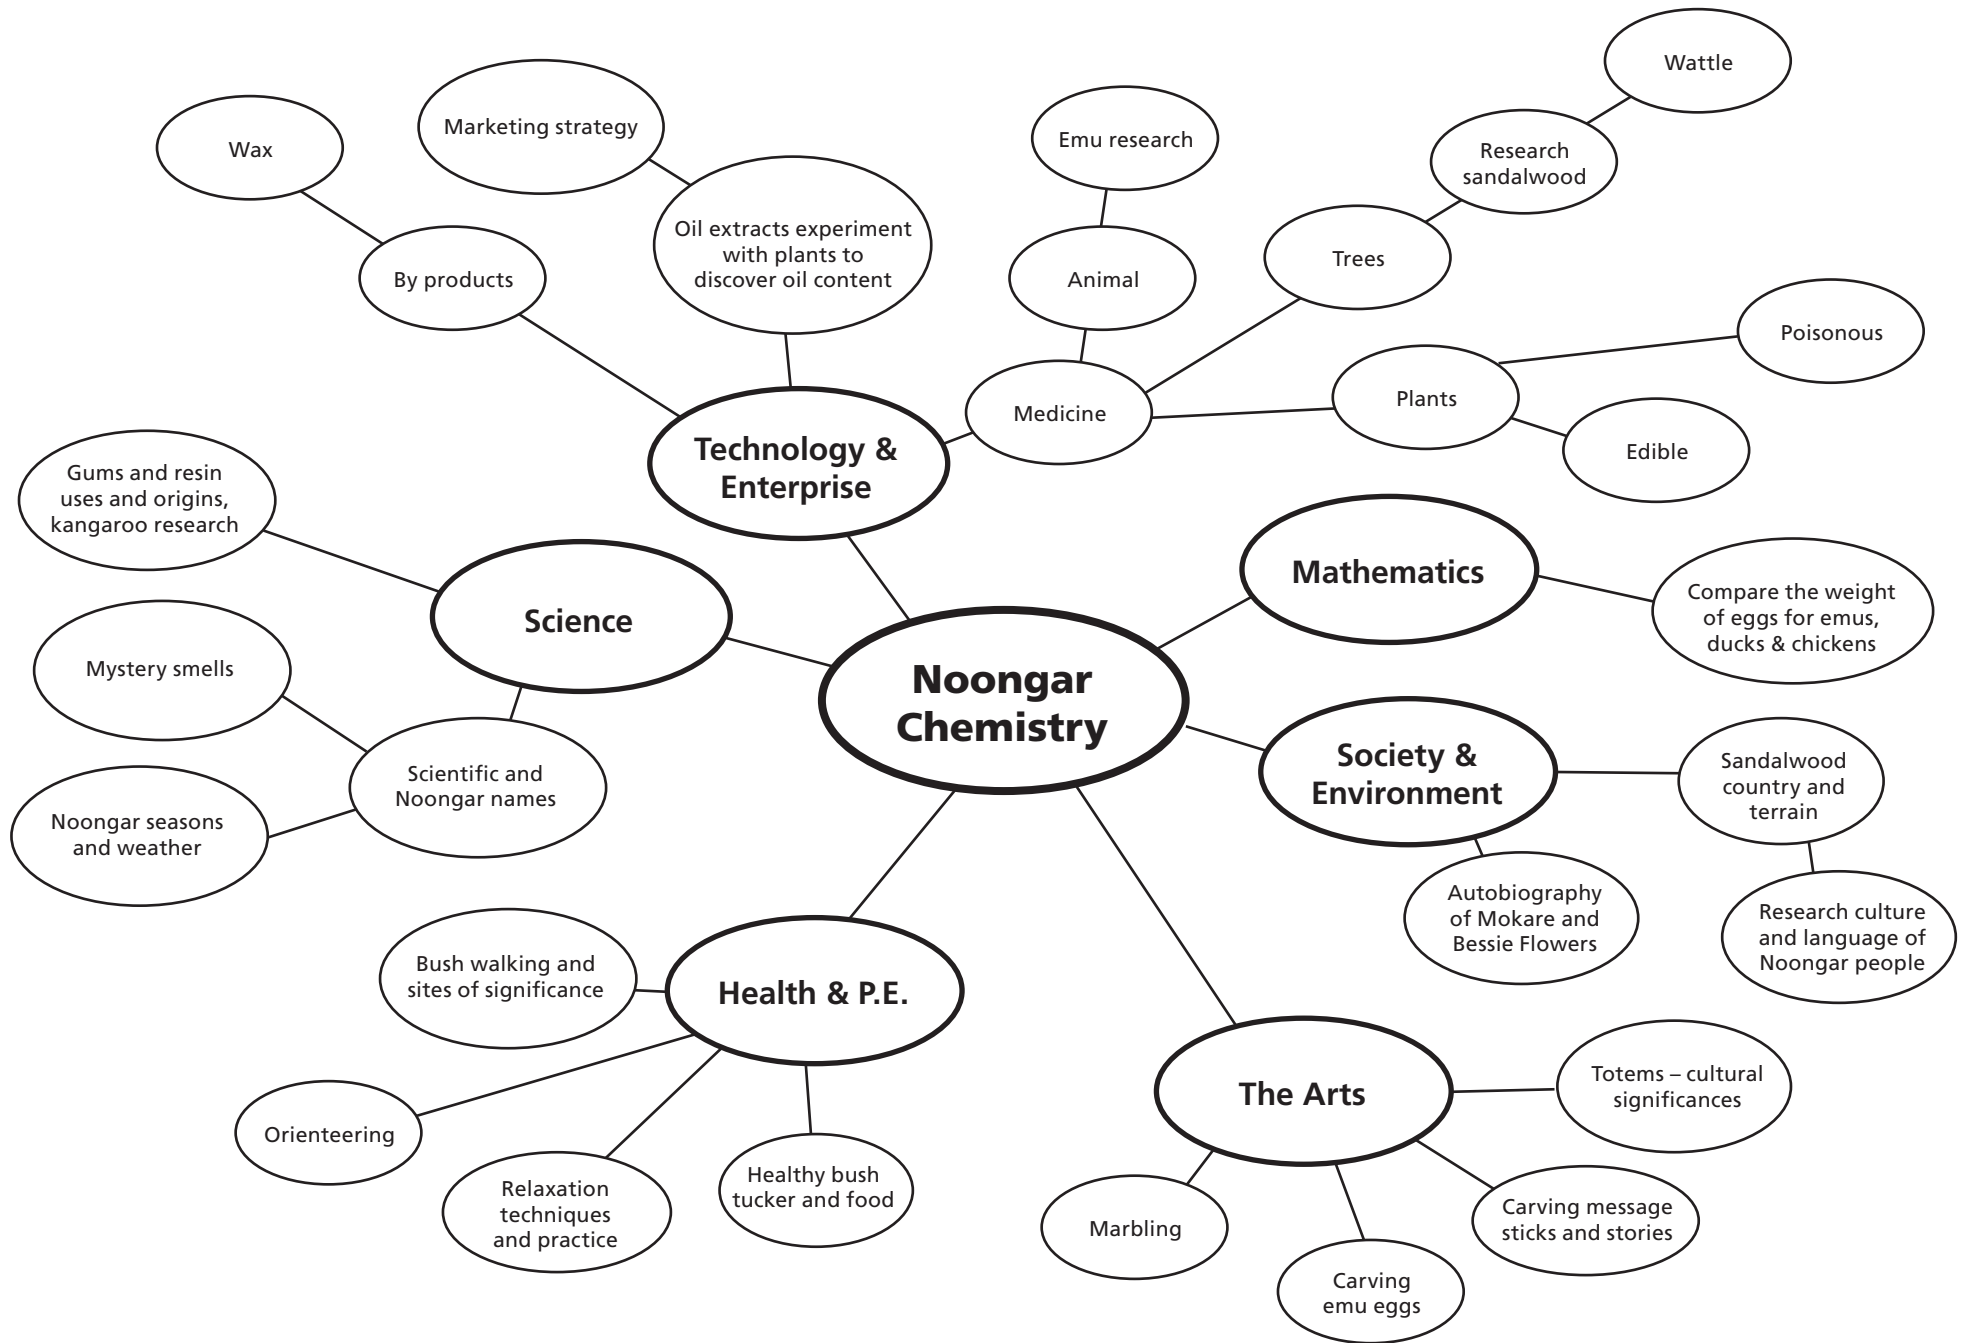 Wattle
Marketing strategy
Emu research
Wax
Research
sandalwood
Oil extracts experiment
with plants to
discover oil content
Trees
By products
Animal
Poisonous
Medicine
Plants
Edible
Technology &
Enterprise
Gums and resin
uses and origins,
kangaroo research
Mathematics
Compare the weight
of eggs for emus,
ducks & chickens
Science
Mystery smells
Noongar
Chemistry
Society &
Environment
Sandalwood
country and
terrain
Scientific and
Noongar names
Noongar seasons
and weather
Autobiography
of Mokare and
Bessie Flowers
Research culture
and language of
Noongar people
Bush walking and
sites of significance
Health & P.E.
The Arts
Totems – cultural
significances
Orienteering
Relaxation
techniques
and practice
Healthy bush
tucker and food
Marbling
Carving message
sticks and stories
Carving
emu eggs